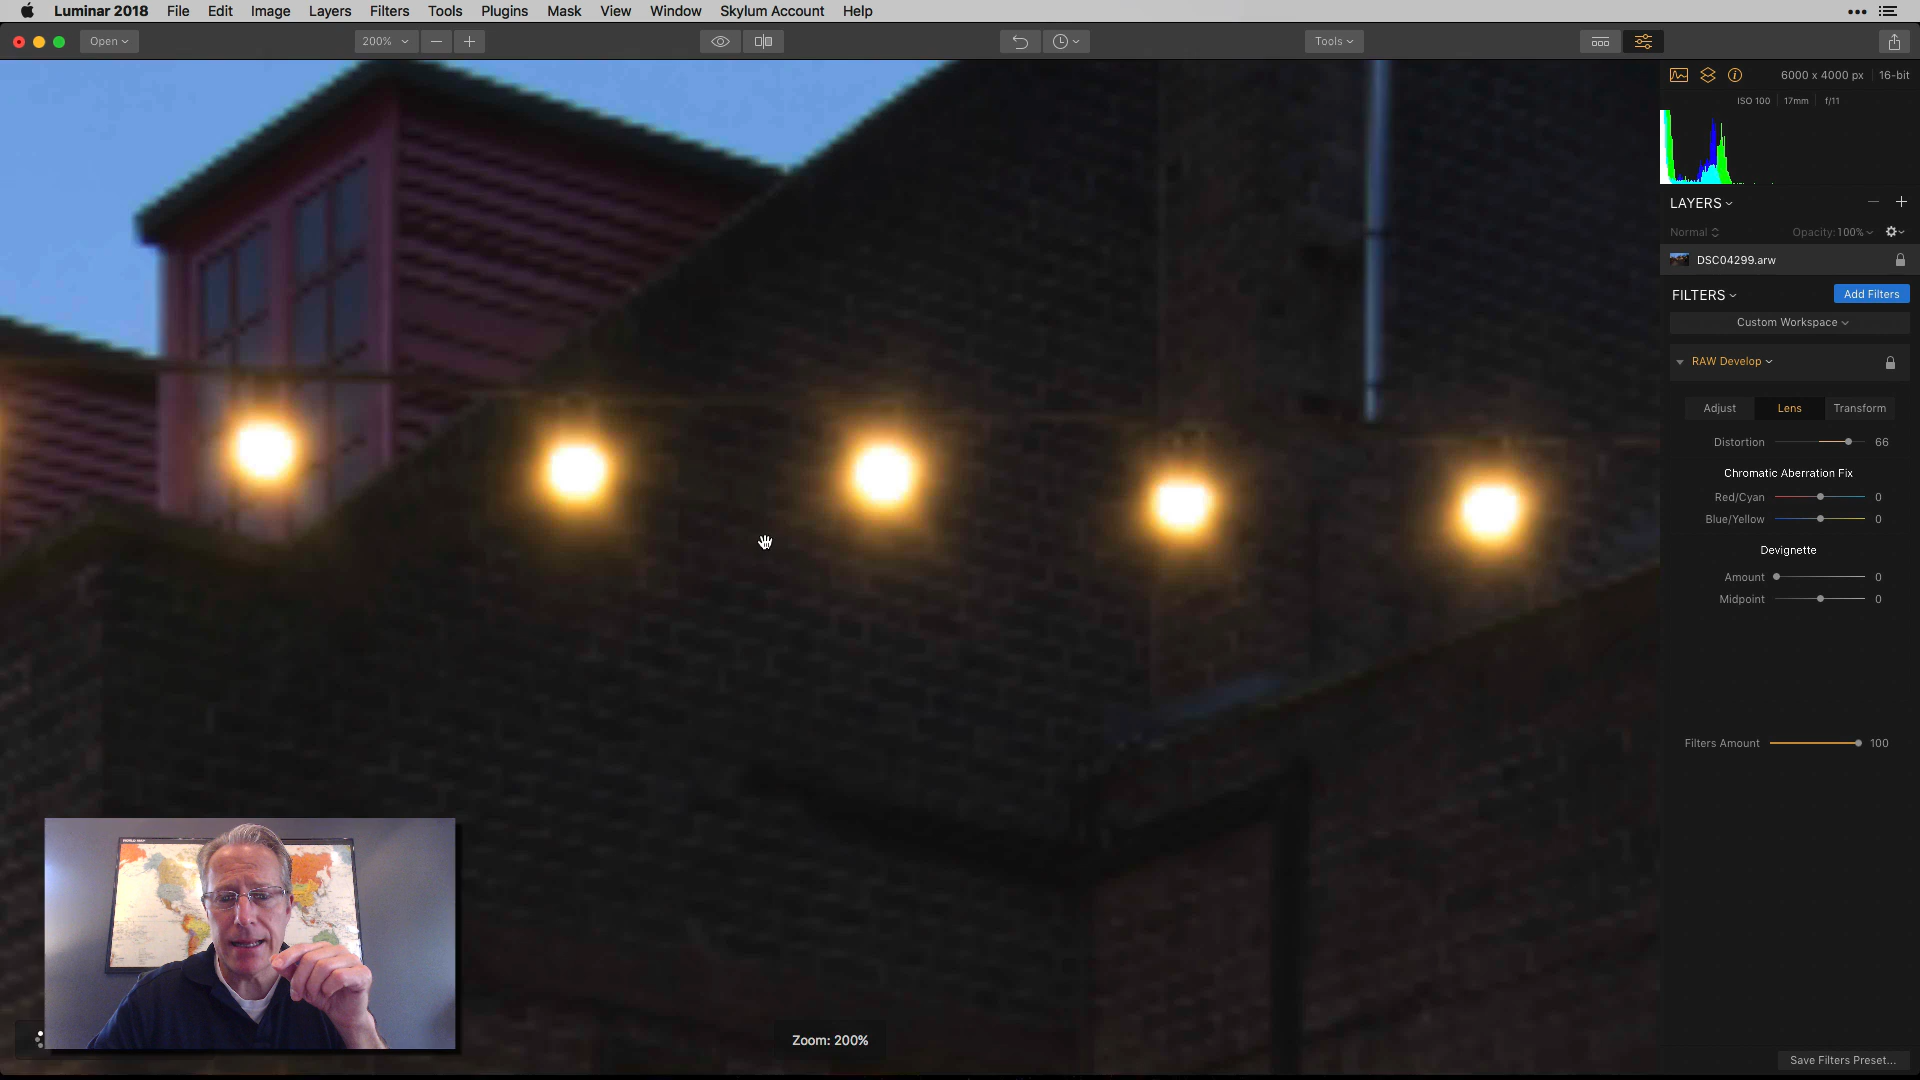 Luminar 2018 File Edit Image Layers Filters Tools Plugins Mask View Window Skylum Account Help
Open 200% Tools
6000 x 4000 px 16-bit
ISO 100 17mm f/11
LAYERS
Normal Opacity: 100%
DSC04299.arw
FILTERS Add Filters
Custom Workspace
RAW Develop
Adjust Lens Transform
Distortion 66
Chromatic Aberration Fix
Red/Cyan 0
Blue/Yellow 0
Devignette
Amount 0
Midpoint 0
Filters Amount 100
WORLD MAP
Zoom: 200%
Save Filters Preset...